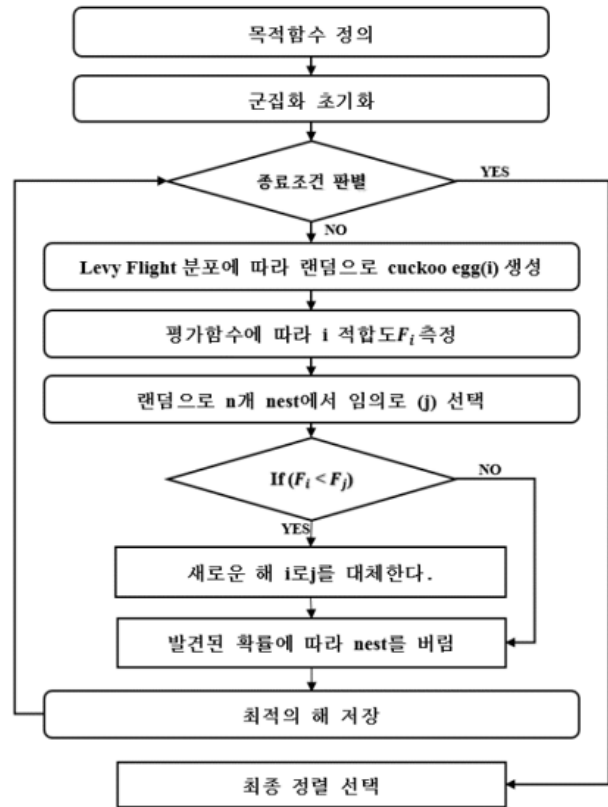 목적함수 정의
군집화 초기화
종료조건 판별
YES
NO
Levy Flight 분포에 따라 랜덤으로 cuckoo egg(i) 생성
평가함수에 따라 i 적합도F_i 측정
랜덤으로 n개 nest에서 임의로 (j) 선택
If (F_i < F_j)
NO
YES
새로운 해 i로j를 대체한다.
발견된 확률에 따라 nest를 버림
최적의 해 저장
최종 정렬 선택